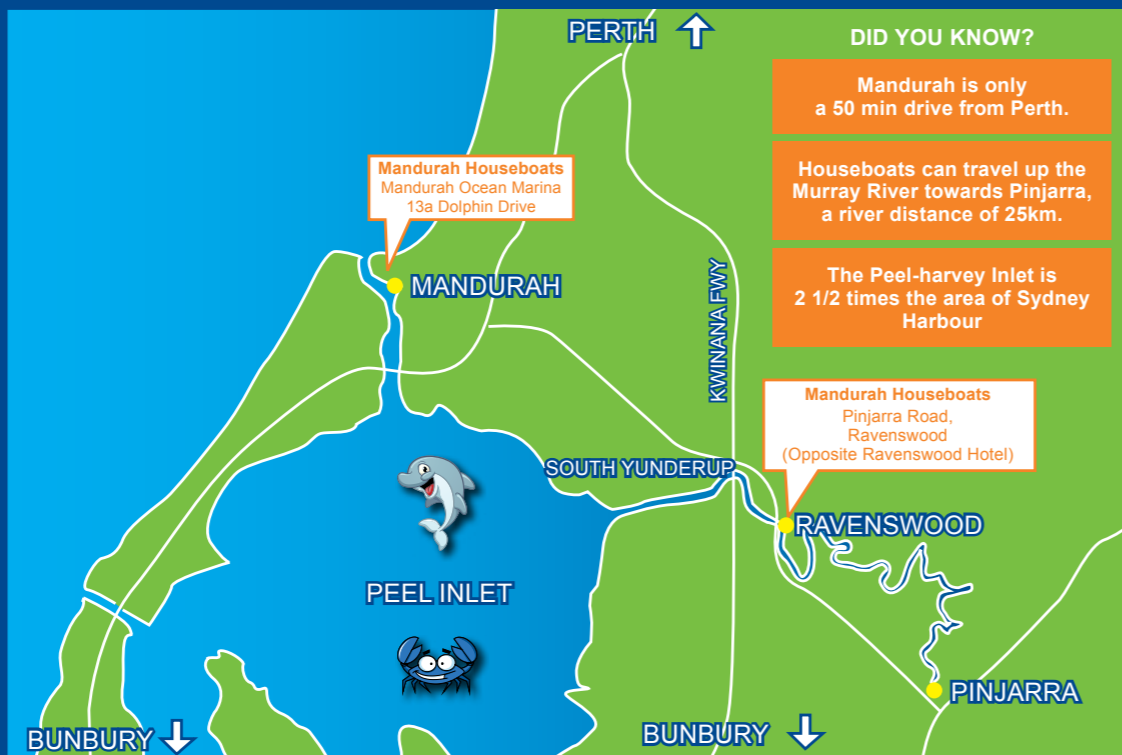 PERTH
DID YOU KNOW?
Mandurah is only
a 50 min drive from Perth.
Houseboats can travel up the
Murray River towards Pinjarra,
a river distance of 25km.
The Peel-harvey Inlet is
2 1/2 times the area of Sydney
Harbour
Mandurah Houseboats
Mandurah Ocean Marina
13a Dolphin Drive
MANDURAH
KWINANA FWY
Mandurah Houseboats
Pinjarra Road,
Ravenswood
(Opposite Ravenswood Hotel)
SOUTH YUNDERUP
RAVENSWOOD
PEEL INLET
PINJARRA
BUNBURY
BUNBURY